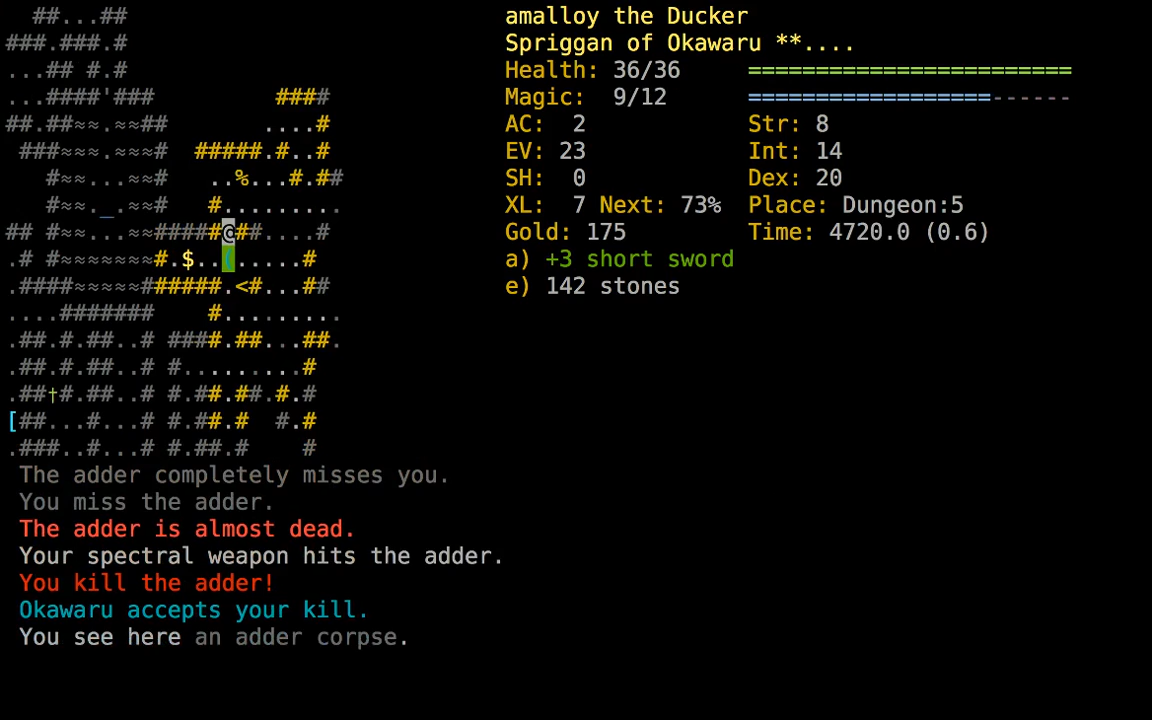 amalloy the Ducker
Spriggan of Okawaru **....
Health: 36/36 ========================
Magic: 9/12 ==================------
AC: 2 Str: 8
EV: 23 Int: 14
SH: 0 Dex: 20
XL: 7 Next: 73% Place: Dungeon:5
Gold: 175 Time: 4720.0 (0.6)
a) +3 short sword
e) 142 stones
The adder completely misses you.
You miss the adder.
The adder is almost dead.
Your spectral weapon hits the adder.
You kill the adder!
Okawaru accepts your kill.
You see here an adder corpse.